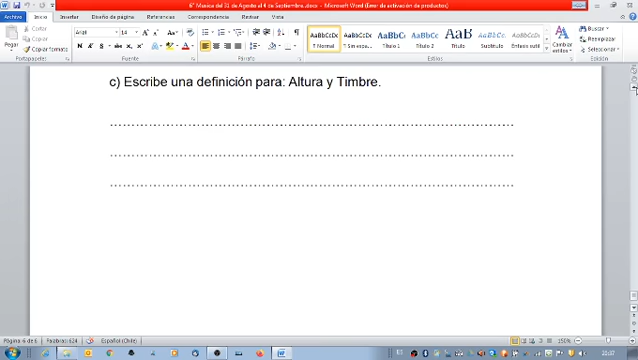 6° Musica del 31 de Agosto al 4 de Septiembre.docx - Microsoft Word (Error de activación de productos)
Archivo Inicio Insertar Diseño de página Referencias Correspondencia Revisar Vista
Cortar
Copiar
Copiar formato
Pegar
Portapapeles
Arial 14
Fuente
Párrafo
AaBbCcDc AaBbCcDc AaBbC AaBbCc AaBb AaBbCc AaBbCcDc
¶ Normal ¶ Sin espa... Título 1 Título 2 Título Subtítulo Énfasis sutil
Estilos
Cambiar estilos
Buscar
Reemplazar
Seleccionar
Edición
c) Escribe una definición para: Altura y Timbre.
Página: 6 de 6 Palabras: 624 Español (Chile) 150%